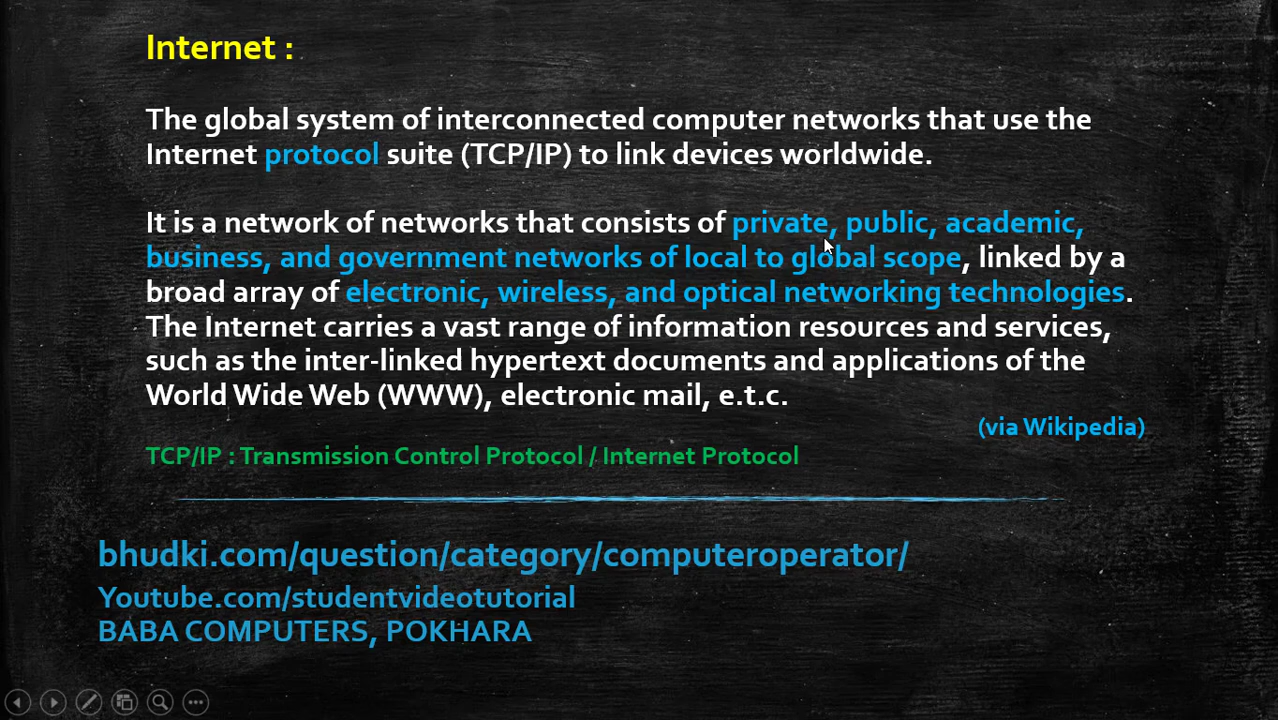 Internet :
The global system of interconnected computer networks that use the
Internet protocol suite (TCP/IP) to link devices worldwide.
It is a network of networks that consists of private, public, academic,
business, and government networks of local to global scope, linked by a
broad array of electronic, wireless, and optical networking technologies.
The Internet carries a vast range of information resources and services,
such as the inter-linked hypertext documents and applications of the
World Wide Web (WWW), electronic mail, e.t.c.
(via Wikipedia)
TCP/IP : Transmission Control Protocol / Internet Protocol
bhudki.com/question/category/computeroperator/
Youtube.com/studentvideotutorial
BABA COMPUTERS, POKHARA